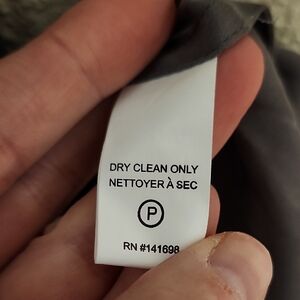 DRY CLEAN ONLY
NETTOYER À SEC
P
RN #141698